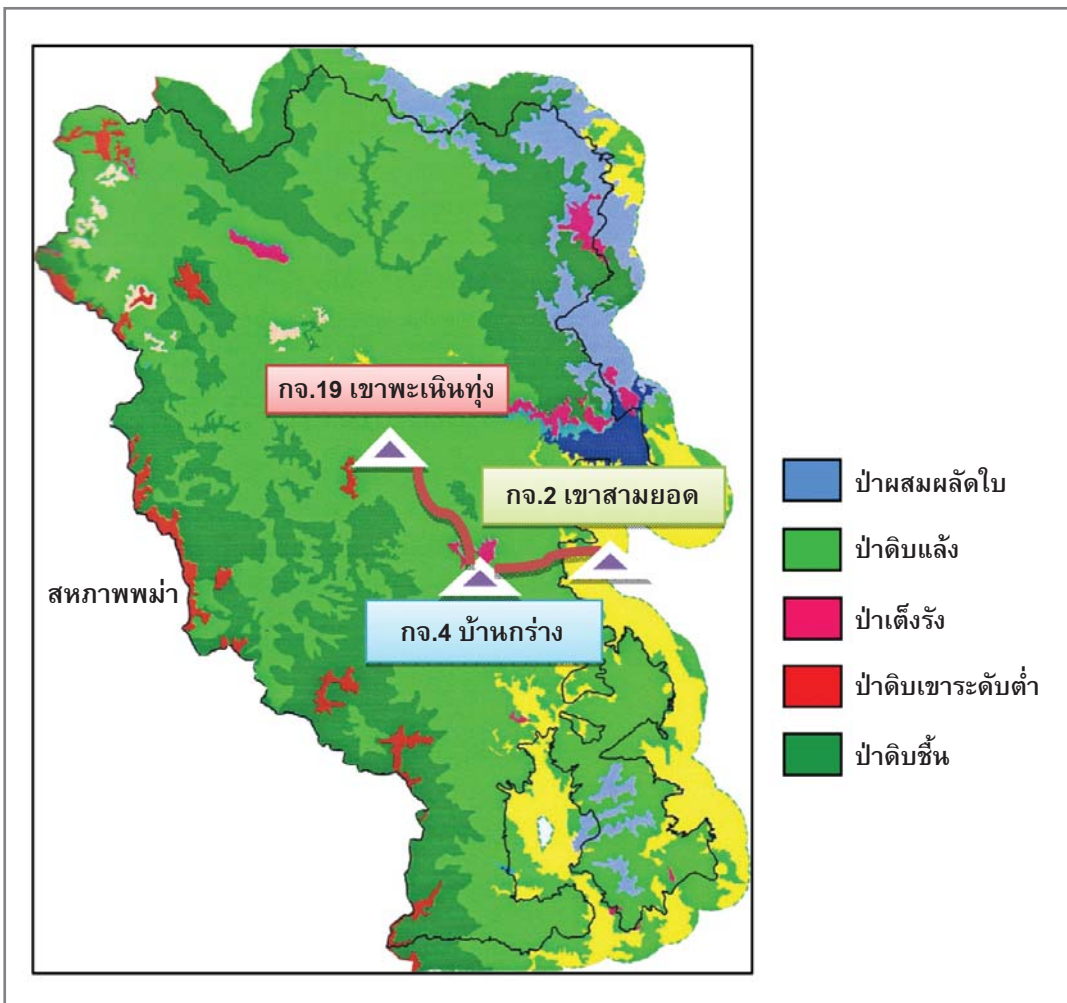 กจ.19 เขาพะเนินทุ่ง
กจ.2 เขาสามยอด
สหภาพพม่า
กจ.4 บ้านกร่าง
ป่าผสมผลัดใบ
ป่าดิบแล้ง
ป่าเต็งรัง
ป่าดิบเขาระดับต่ำ
ป่าดิบชื้น